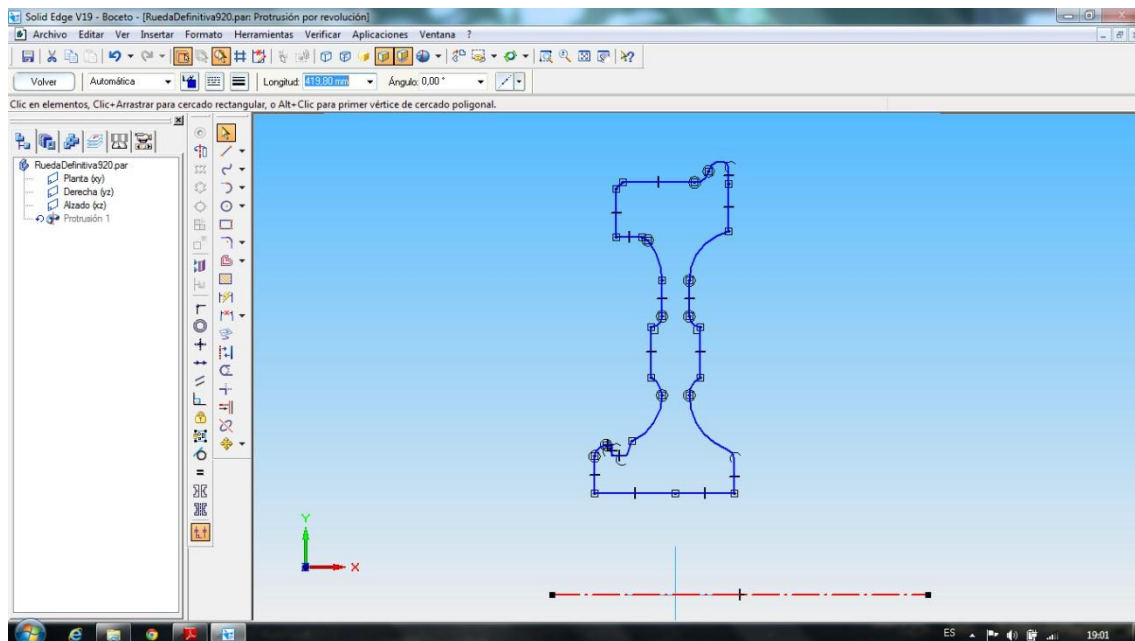 Solid Edge V19 - Boceto - [RuedaDefinitiva920.par: Protrusión por revolución]
Archivo Editar Ver Insertar Formato Herramientas Verificar Aplicaciones Ventana ?
Volver Automática Longitud: 419,80 mm Ángulo: 0,00 °
Clic en elementos, Clic+Arrastrar para cercado rectangular, o Alt+Clic para primer vértice de cercado poligonal.
RuedaDefinitiva920.par
Planta (xy)
Derecha (yz)
Alzado (xz)
Protrusión 1
Y
X
ES 19:01